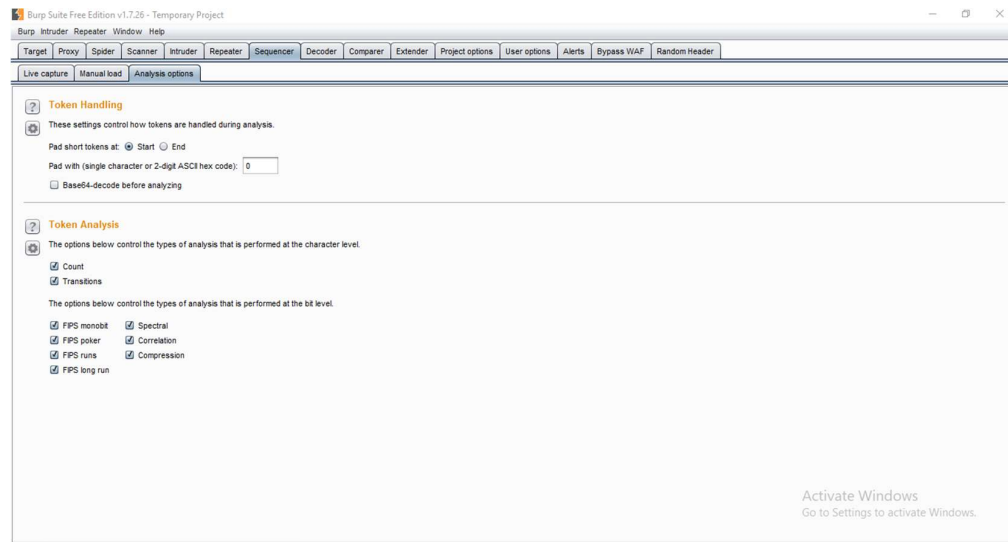 Burp Suite Free Edition v1.7.26 - Temporary Project
Burp Intruder Repeater Window Help
Target Proxy Spider Scanner Intruder Repeater Sequencer Decoder Comparer Extender Project options User options Alerts Bypass WAF Random Header
Live capture Manual load Analysis options
? Token Handling
These settings control how tokens are handled during analysis.
Pad short tokens at: Start End
Pad with (single character or 2-digit ASCII hex code): 0
Base64-decode before analyzing
? Token Analysis
The options below control the types of analysis that is performed at the character level.
Count
Transitions
The options below control the types of analysis that is performed at the bit level.
FIPS monobit Spectral
FIPS poker Correlation
FIPS runs Compression
FIPS long run
Activate Windows
Go to Settings to activate Windows.